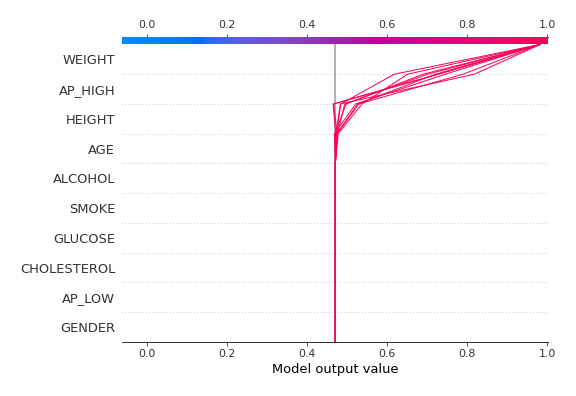 0.0 0.2 0.4 0.6 0.8 1.0
WEIGHT
AP_HIGH
HEIGHT
AGE
ALCOHOL
SMOKE
GLUCOSE
CHOLESTEROL
AP_LOW
GENDER
0.0 0.2 0.4 0.6 0.8 1.0
Model output value